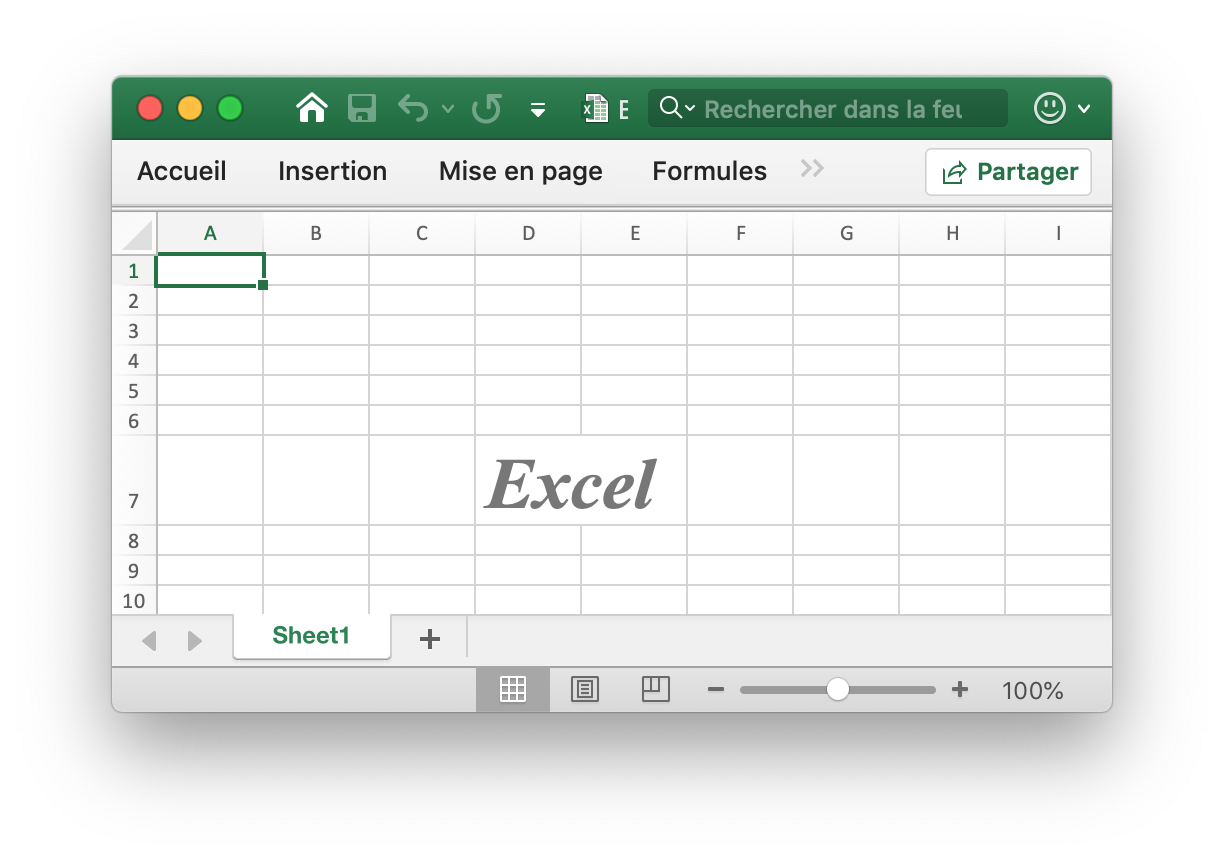 E Rechercher dans la feu
Accueil Insertion Mise en page Formules Partager
A B C D E F G H I
1
2
3
4
5
6
7 Excel
8
9
10
Sheet1
100%